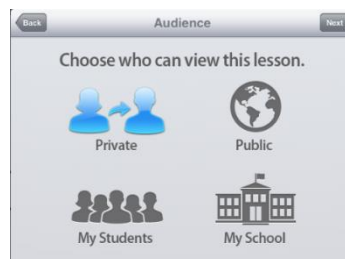 Back Audience Next
Choose who can view this lesson.
Private Public
My Students My School